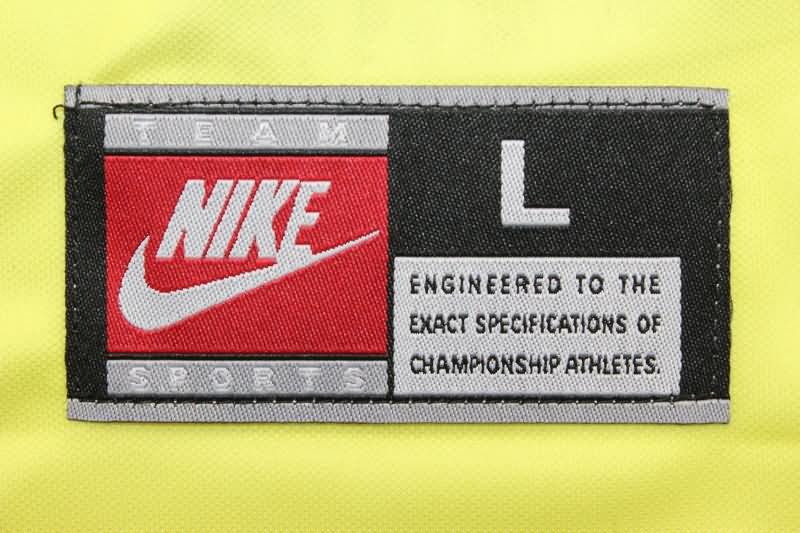 TEAM
NIKE
SPORTS
L
ENGINEERED TO THE
EXACT SPECIFICATIONS OF
CHAMPIONSHIP ATHLETES.